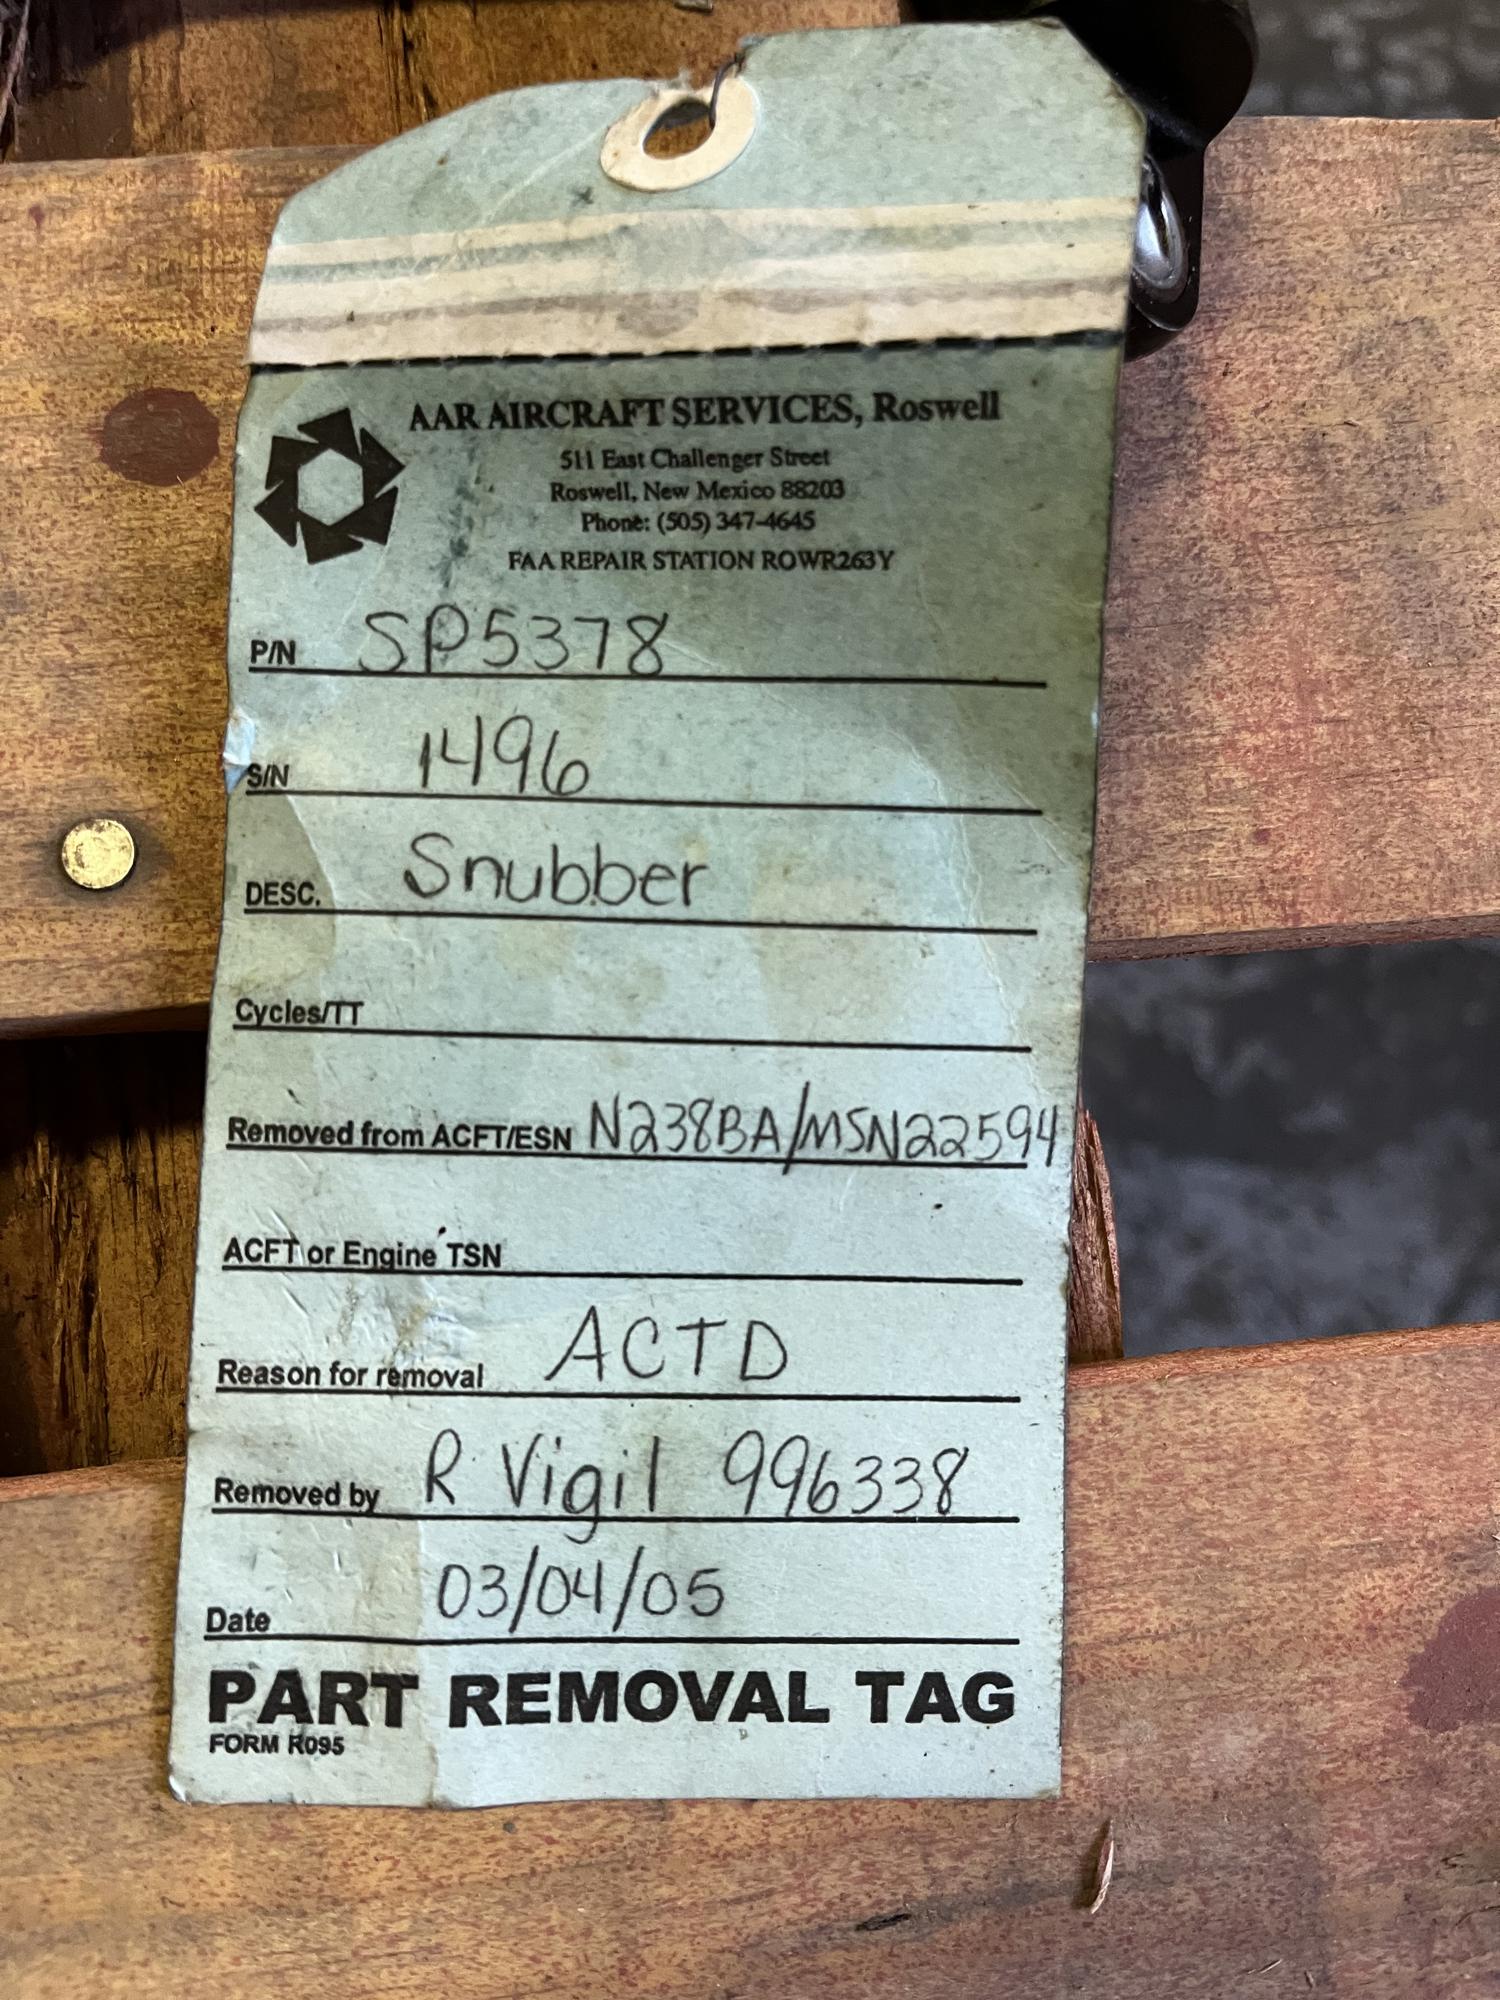 AAR AIRCRAFT SERVICES, Roswell
511 East Challenger Street
Roswell, New Mexico 88203
Phone: (505) 347-4645
FAA REPAIR STATION ROWR263Y
P/N SP5378
S/N 1496
DESC. Snubber
Cycles/TT
Removed from ACFT/ESN N238BA/MSN22594
ACFT or Engine TSN
Reason for removal ACTD
Removed by R Vigil 996338
Date 03/04/05
PART REMOVAL TAG
FORM R095